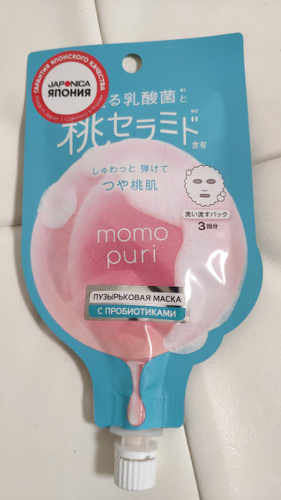 ГАРАНТИЯ ЯПОНСКОГО КАЧЕСТВА
JAPONICA
ЯПОНИЯ
る乳酸菌と
桃セラミド
含有
しゅわっと 弾けて
つや桃肌
洗い流すパック
3回分
momo
puri
ПУЗЫРЬКОВАЯ МАСКА
С ПРОБИОТИКАМИ